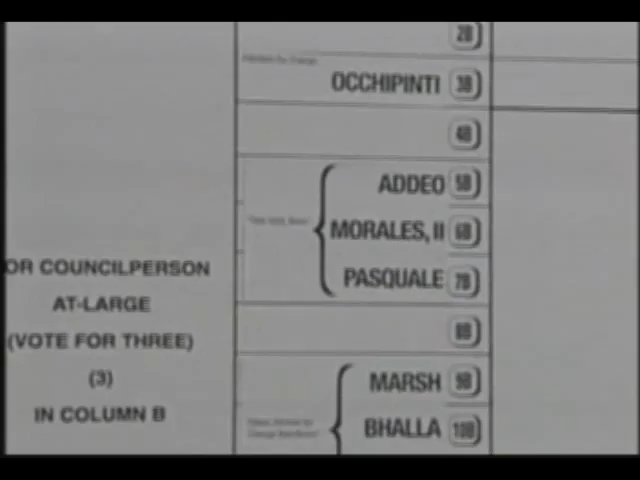 2B
OCCHIPINTI 3B
4B
ADDEO 5B
MORALES, II 6B
PASQUALE 7B
8B
MARSH 9B
BHALLA 10B
OR COUNCILPERSON
AT-LARGE
(VOTE FOR THREE)
(3)
IN COLUMN B